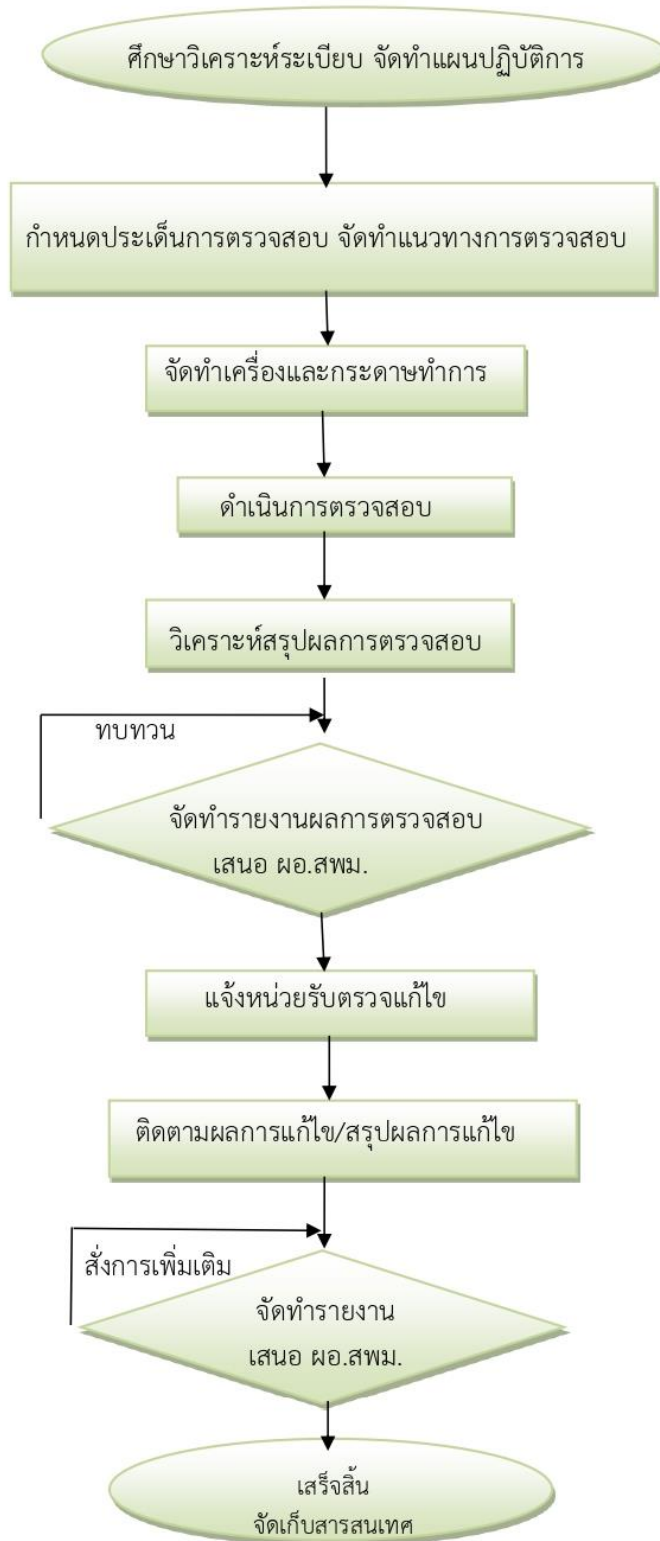 ศึกษาวิเคราะห์ระเบียบ จัดทำแผนปฏิบัติการ
กำหนดประเด็นการตรวจสอบ จัดทำแนวทางการตรวจสอบ
จัดทำเครื่องและกระดาษทำการ
ดำเนินการตรวจสอบ
วิเคราะห์สรุปผลการตรวจสอบ
ทบทวน
จัดทำรายงานผลการตรวจสอบ
เสนอ ผอ.สพม.
แจ้งหน่วยรับตรวจแก้ไข
ติดตามผลการแก้ไข/สรุปผลการแก้ไข
สั่งการเพิ่มเติม
จัดทำรายงาน
เสนอ ผอ.สพม.
เสร็จสิ้น
จัดเก็บสารสนเทศ